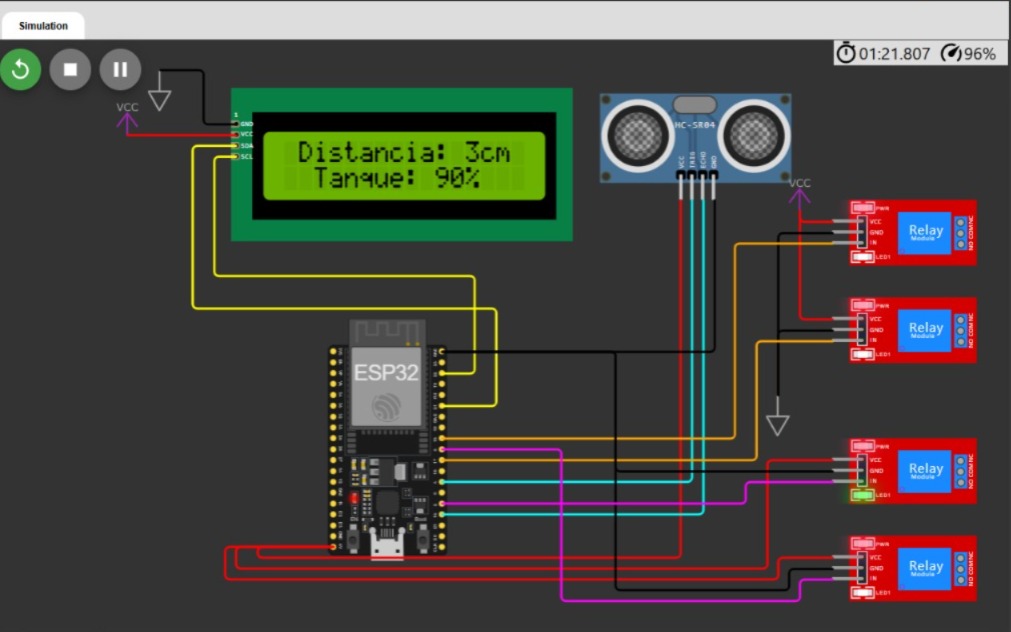 Simulation
01:21.807 96%
VCC
GND
VCC
SDA
SCL
Distancia: 3cm
Tanque: 90%
HC-SR04
VCC
TRIG
ECHO
GND
ESP32
VCC
PWR
VCC
GND
IN
LED1
Relay
Module
NO COM NC
PWR
VCC
GND
IN
LED1
Relay
Module
NO COM NC
PWR
VCC
GND
IN
LED1
Relay
Module
NO COM NC
PWR
VCC
GND
IN
LED1
Relay
Module
NO COM NC